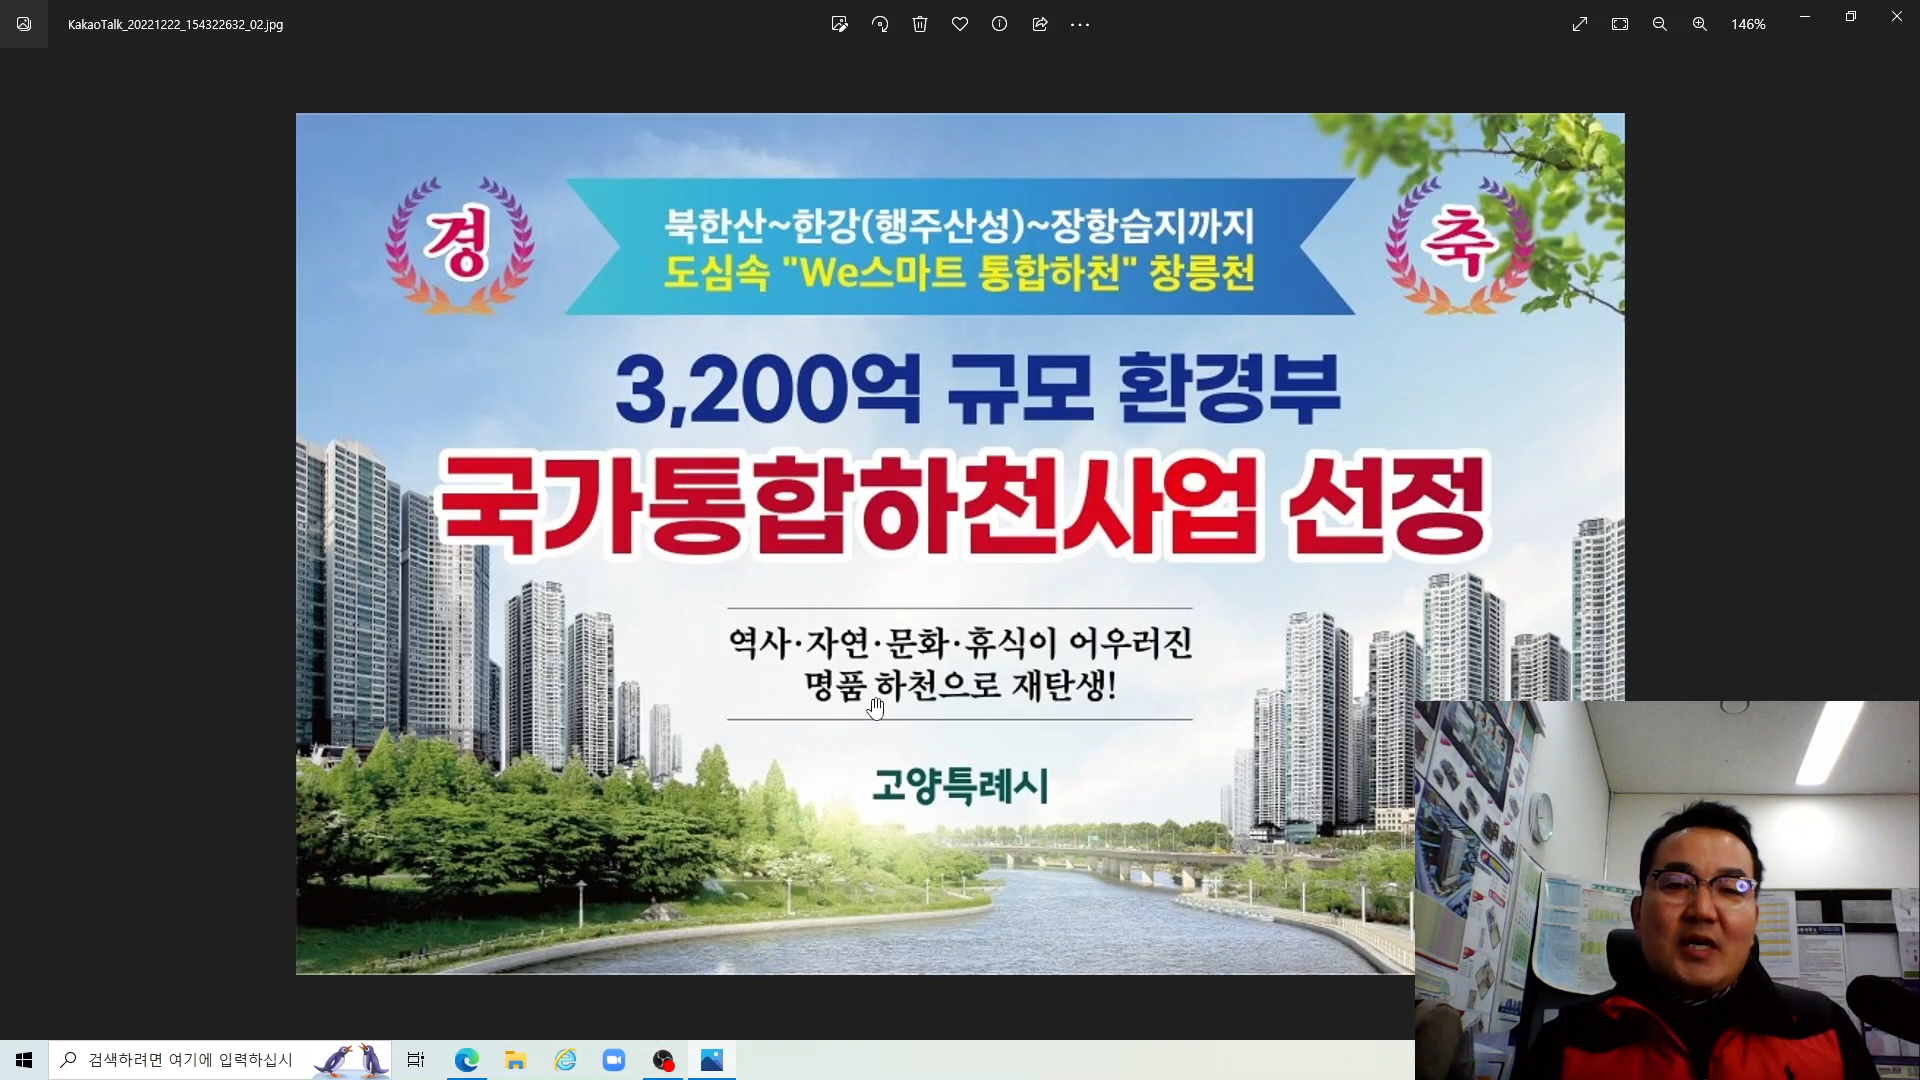 KakaoTalk_20221222_154322632_02.jpg
146%
경
축
북한산~한강(행주산성)~장항습지까지
도심속 "We스마트 통합하천" 창릉천
3,200억 규모 환경부
국가통합하천사업 선정
역사·자연·문화·휴식이 어우러진
명품 하천으로 재탄생!
고양특례시
검색하려면 여기에 입력하십시